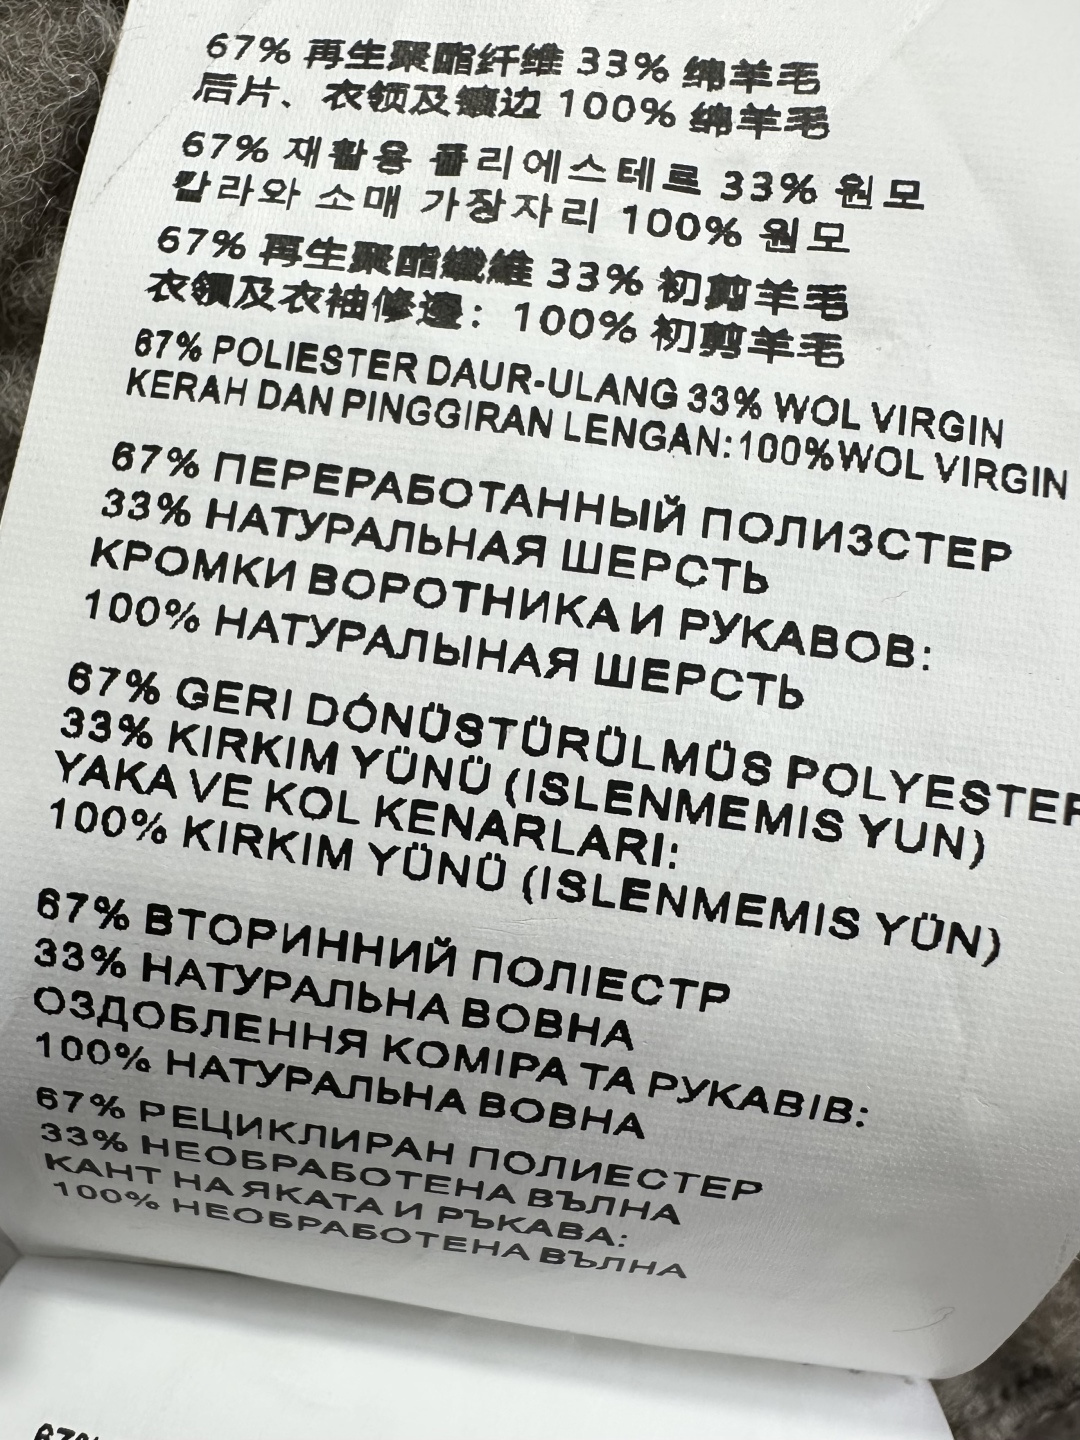 67% 再生聚酯纤维 33% 绵羊毛
后片、衣领及镶边 100% 绵羊毛
67% 재활용 폴리에스테르 33% 원모
칼라와 소매 가장자리 100% 원모
67% 再生聚酯纖維 33% 初剪羊毛
衣領及衣袖修邊：100% 初剪羊毛
67% POLIESTER DAUR-ULANG 33% WOL VIRGIN
KERAH DAN PINGGIRAN LENGAN:100%WOL VIRGIN
67% ПЕРЕРАБОТАННЫЙ ПОЛИЗСТЕР
33% НАТУРАЛЬНАЯ ШЕРСТЬ
КРОМКИ ВОРОТНИКА И РУКАВОВ:
100% НАТУРАЛЫНАЯ ШЕРСТЬ
67% GERI DÓNÜSTÜRÜLMÜS POLYESTER
33% KIRKIM YÜNÜ (ISLENMEMIS YUN)
YAKA VE KOL KENARLARI:
100% KIRKIM YÜNÜ (ISLENMEMIS YÜN)
67% ВТОРИННИЙ ПОЛІЕСТР
33% НАТУРАЛЬНА ВОВНА
ОЗДОБЛЕННЯ КОМІРА ТА РУКАВІВ:
100% НАТУРАЛЬНА ВОВНА
67% РЕЦИКЛИРАН ПОЛИЕСТЕР
33% НЕОБРАБОТЕНА ВЪЛНА
КАНТ НА ЯКАТА И РЪКАВА:
100% НЕОБРАБОТЕНА ВЪЛНА
67%